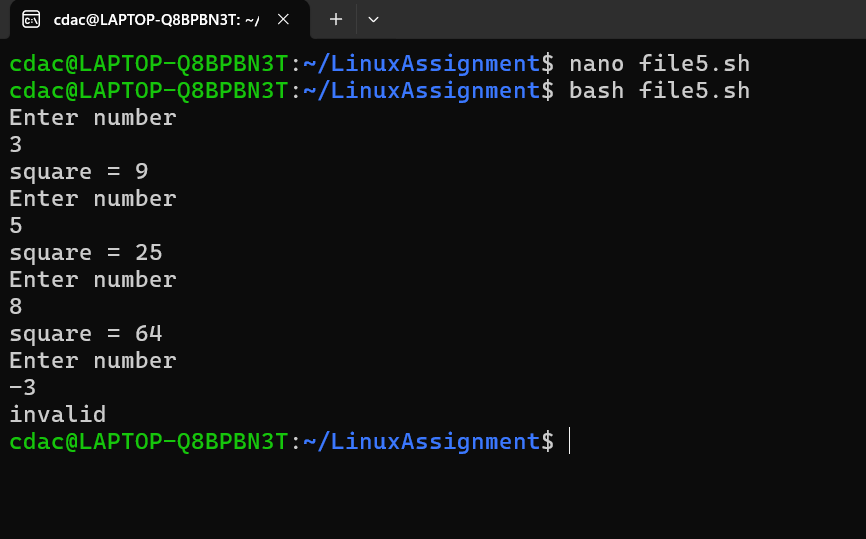 cdac@LAPTOP-Q8BPBN3T: ~/
cdac@LAPTOP-Q8BPBN3T:~/LinuxAssignment$ nano file5.sh
cdac@LAPTOP-Q8BPBN3T:~/LinuxAssignment$ bash file5.sh
Enter number
3
square = 9
Enter number
5
square = 25
Enter number
8
square = 64
Enter number
-3
invalid
cdac@LAPTOP-Q8BPBN3T:~/LinuxAssignment$